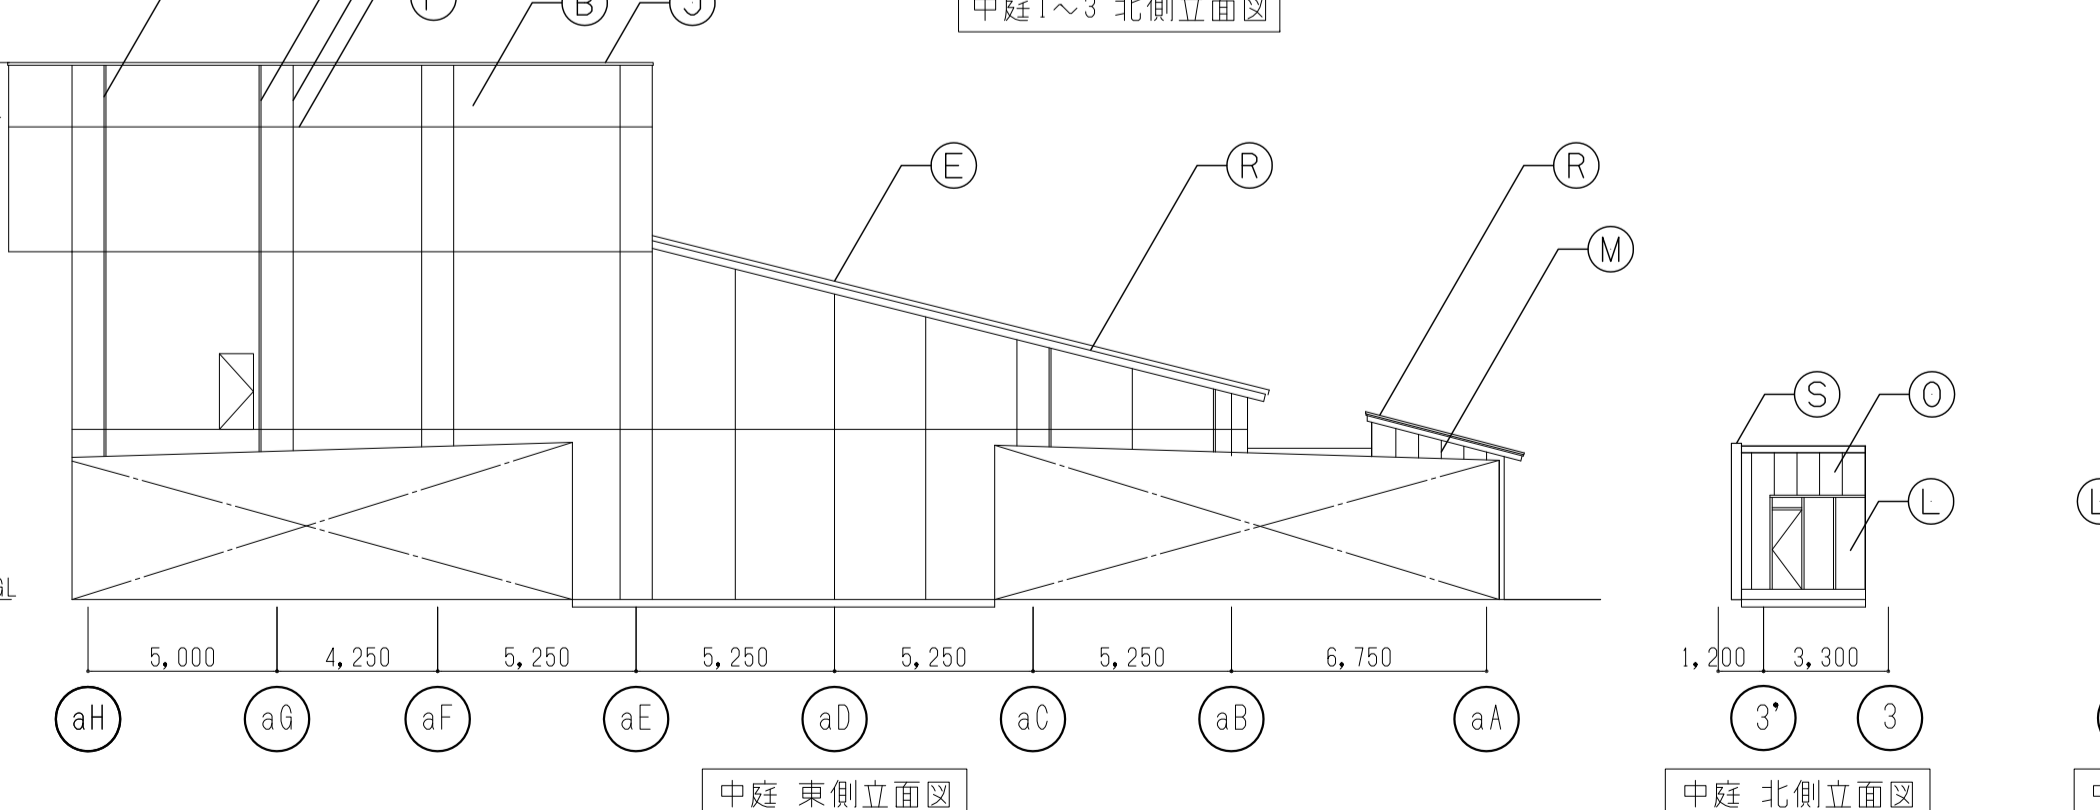 B J
中庭1～3 北側立面図
E R R
M
S O
L
GL
5,000 4,250 5,250 5,250 5,250 5,250 6,750 1,200 3,300
aH aG aF aE aD aC aB aA 3' 3
中庭 東側立面図 中庭 北側立面図